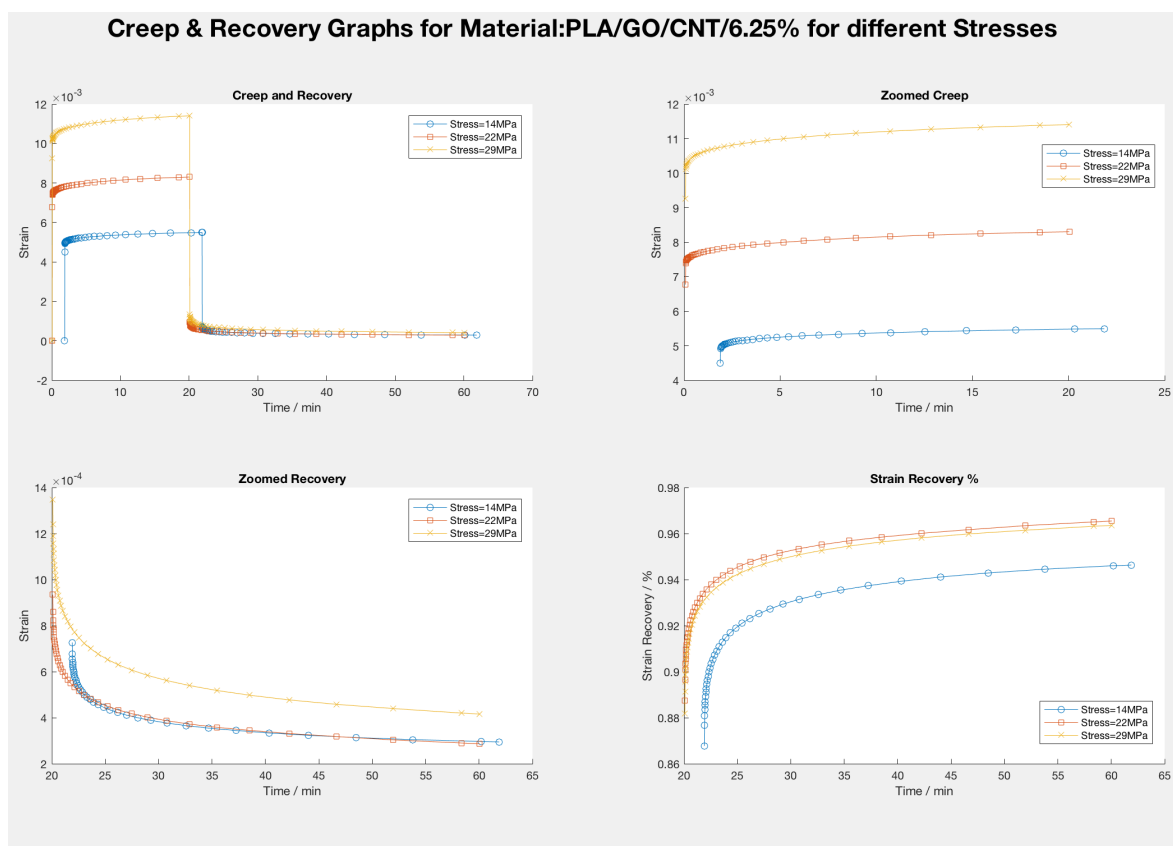 Creep & Recovery Graphs for Material:PLA/GO/CNT/6.25% for different Stresses
Creep and Recovery
×10-3
12
10
8
6
4
2
0
-2
Strain
0 10 20 30 40 50 60 70
Time / min
Stress=14MPa
Stress=22MPa
Stress=29MPa
Zoomed Creep
×10-3
12
11
10
9
8
7
6
5
4
Strain
0 5 10 15 20 25
Time / min
Stress=14MPa
Stress=22MPa
Stress=29MPa
Zoomed Recovery
×10-4
14
12
10
8
6
4
2
Strain
20 25 30 35 40 45 50 55 60 65
Time / min
Stress=14MPa
Stress=22MPa
Stress=29MPa
Strain Recovery %
0.98
0.96
0.94
0.92
0.9
0.88
0.86
Strain Recovery / %
20 25 30 35 40 45 50 55 60 65
Time / min
Stress=14MPa
Stress=22MPa
Stress=29MPa